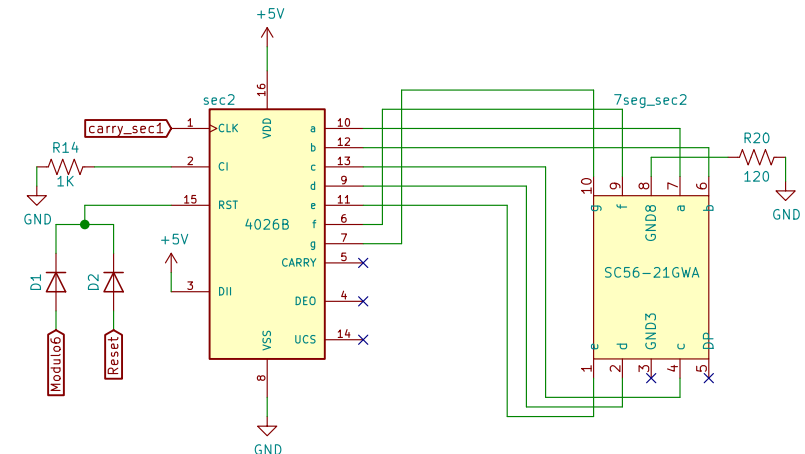 +5V
sec2
16
VDD
carry_sec1
1
CLK
a
10
b
12
R14
1K
2
CI
c
13
d
9
15
RST
4026B
e
11
f
6
GND
g
7
+5V
CARRY
5
D1
D2
3
DII
DEO
4
UCS
14
Modulo6
Reset
VSS
8
GND
7seg_sec2
R20
120
GND
10
9
8
7
6
g
f
GND8
a
b
SC56-21GWA
e
d
GND3
c
DP
1
2
3
4
5